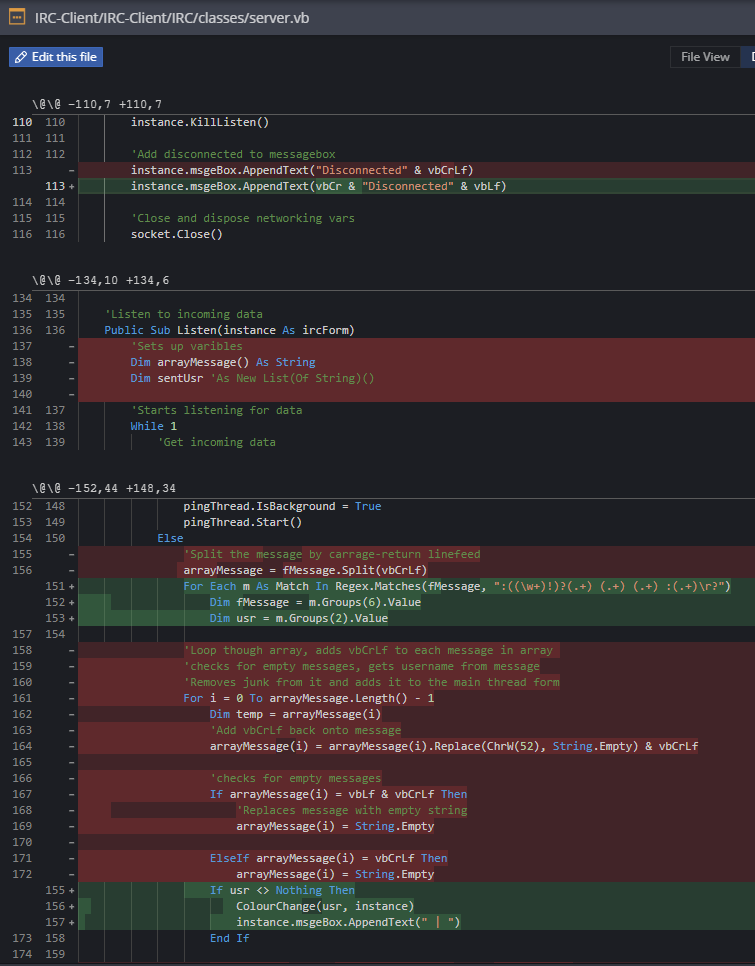 IRC-Client/IRC-Client/IRC/classes/server.vb
Edit this file
File View
\@\@ -110,7 +110,7
110 110 instance.KillListen()
111 111
112 112 'Add disconnected to messagebox
113 - instance.msgeBox.AppendText("Disconnected" & vbCrLf)
113 + instance.msgeBox.AppendText(vbCr & "Disconnected" & vbLf)
114 114
115 115 'Close and dispose networking vars
116 116 socket.Close()
\@\@ -134,10 +134,6
134 134
135 135 'Listen to incoming data
136 136 Public Sub Listen(instance As ircForm)
137 - 'Sets up varibles
138 - Dim arrayMessage() As String
139 - Dim sentUsr 'As New List(Of String)()
140 -
141 137 'Starts listening for data
142 138 While 1
143 139 'Get incoming data
\@\@ -152,44 +148,34
152 148 pingThread.IsBackground = True
153 149 pingThread.Start()
154 150 Else
155 - 'Split the message by carrage-return linefeed
156 - arrayMessage = fMessage.Split(vbCrLf)
151 + For Each m As Match In Regex.Matches(fMessage, ":((\w+)!)?(.+) (.+) (.+) :(.+)\r?")
152 + Dim fMessage = m.Groups(6).Value
153 + Dim usr = m.Groups(2).Value
157 154
158 - 'Loop though array, adds vbCrLf to each message in array
159 - 'checks for empty messages, gets username from message
160 - 'Removes junk from it and adds it to the main thread form
161 - For i = 0 To arrayMessage.Length() - 1
162 - Dim temp = arrayMessage(i)
163 - 'Add vbCrLf back onto message
164 - arrayMessage(i) = arrayMessage(i).Replace(ChrW(52), String.Empty) & vbCrLf
165 -
166 - 'checks for empty messages
167 - If arrayMessage(i) = vbLf & vbCrLf Then
168 - 'Replaces message with empty string
169 - arrayMessage(i) = String.Empty
170 -
171 - ElseIf arrayMessage(i) = vbCrLf Then
172 - arrayMessage(i) = String.Empty
155 + If usr <> Nothing Then
156 + ColourChange(usr, instance)
157 + instance.msgeBox.AppendText(" | ")
173 158 End If
174 159